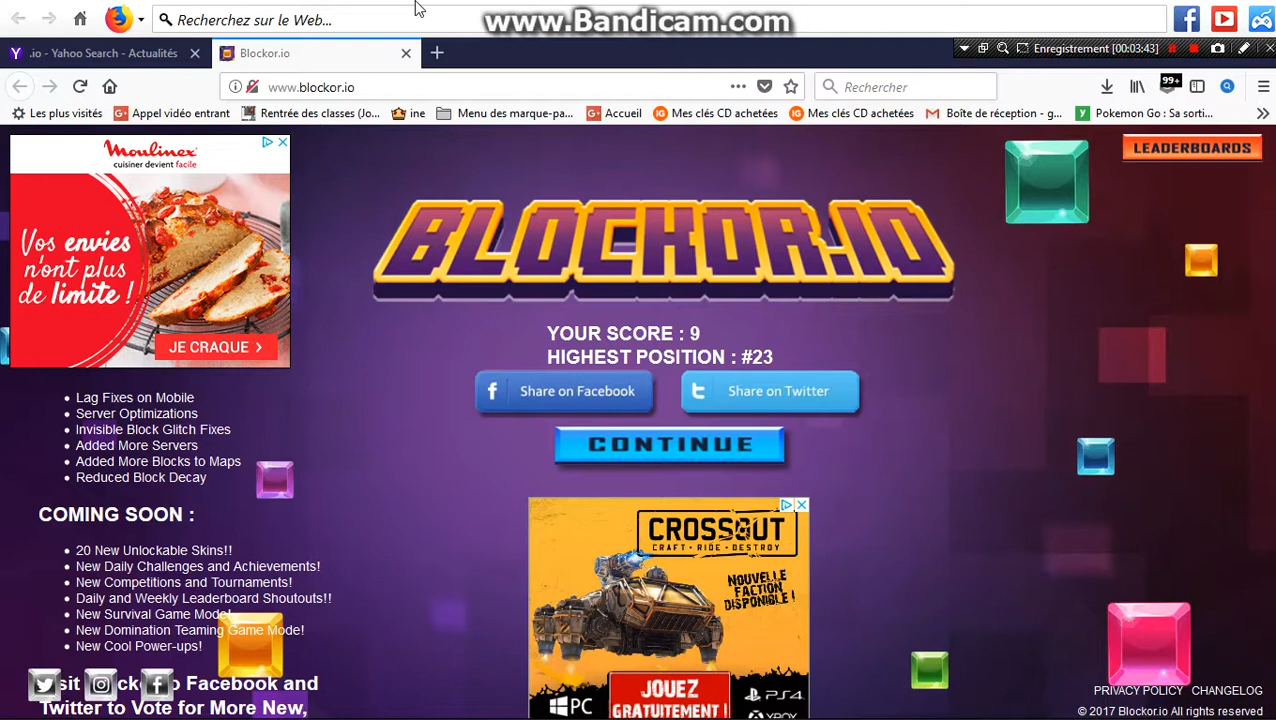 Recherchez sur le Web...
www.Bandicam.com
.io - Yahoo Search - Actualités
Blockor.io
Enregistrement [00:03:43]
www.blockor.io
Rechercher
99+
Les plus visités
Appel vidéo entrant
Rentrée des classes (Jo...
ine
Menu des marque-pa...
Accueil
Mes clés CD achetées
Mes clés CD achetées
Boîte de réception - g...
Pokemon Go : Sa sorti...
Moulinex
cuisiner devient facile
Vos envies
n'ont plus
de limite !
JE CRAQUE >
LEADERBOARDS
BLOCKOR.IO
YOUR SCORE : 9
HIGHEST POSITION : #23
Share on Facebook
Share on Twitter
CONTINUE
Lag Fixes on Mobile
Server Optimizations
Invisible Block Glitch Fixes
Added More Servers
Added More Blocks to Maps
Reduced Block Decay
COMING SOON :
20 New Unlockable Skins!!
New Daily Challenges and Achievements!
New Competitions and Tournaments!
Daily and Weekly Leaderboard Shoutouts!!
New Survival Game Mode!
New Domination Teaming Game Mode!
New Cool Power-ups!
Facebook and
Twitter to Vote for More New,
CROSSOUT
CRAFT • RIDE • DESTROY
NOUVELLE
FACTION
DISPONIBLE !
JOUEZ
GRATUITEMENT !
PC
PS4
XBOX
PRIVACY POLICY
CHANGELOG
© 2017 Blockor.io All rights reserved